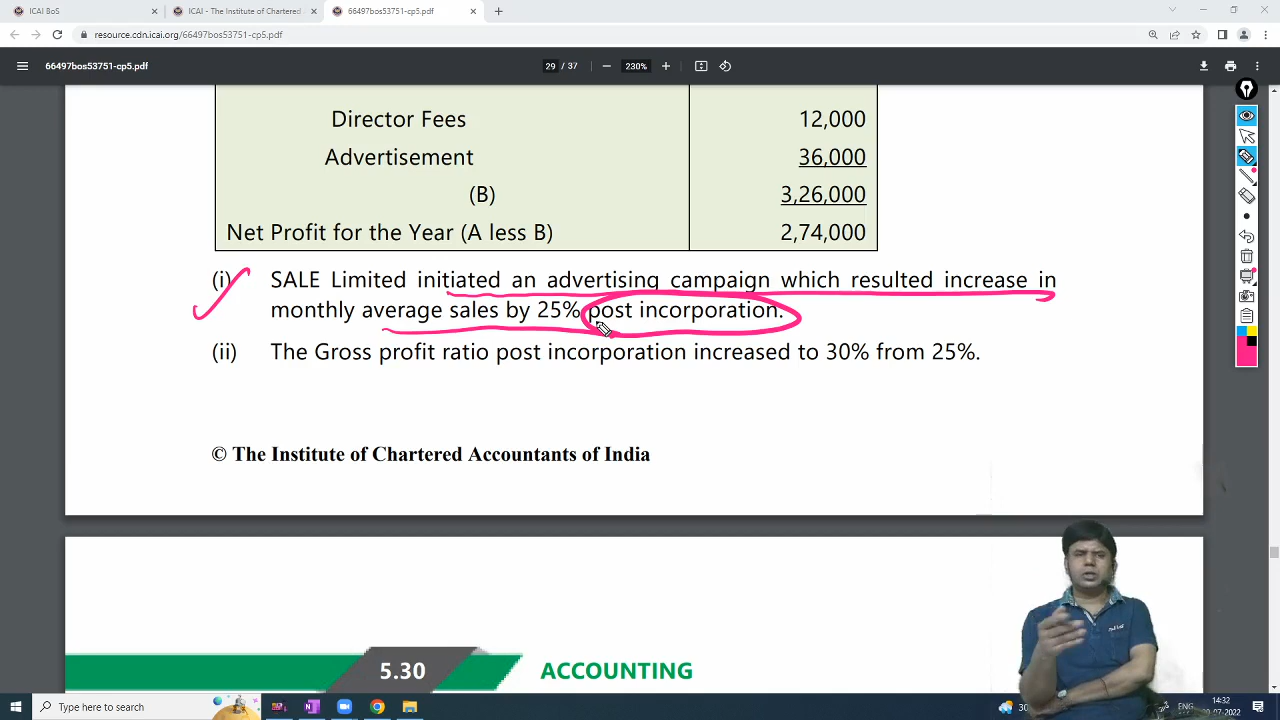 ICAI BoS
ICAI - The Institute of Chartered A
66497bos53751-cp5.pdf
resource.cdn.icai.org/66497bos53751-cp5.pdf
66497bos53751-cp5.pdf
29 / 37
230%
Director Fees 12,000
Advertisement 36,000
(B) 3,26,000
Net Profit for the Year (A less B) 2,74,000
(i) SALE Limited initiated an advertising campaign which resulted increase in
monthly average sales by 25% post incorporation.
(ii) The Gross profit ratio post incorporation increased to 30% from 25%.
© The Institute of Chartered Accountants of India
5.30 ACCOUNTING
Type here to search
ENG
14:32
-07-2022